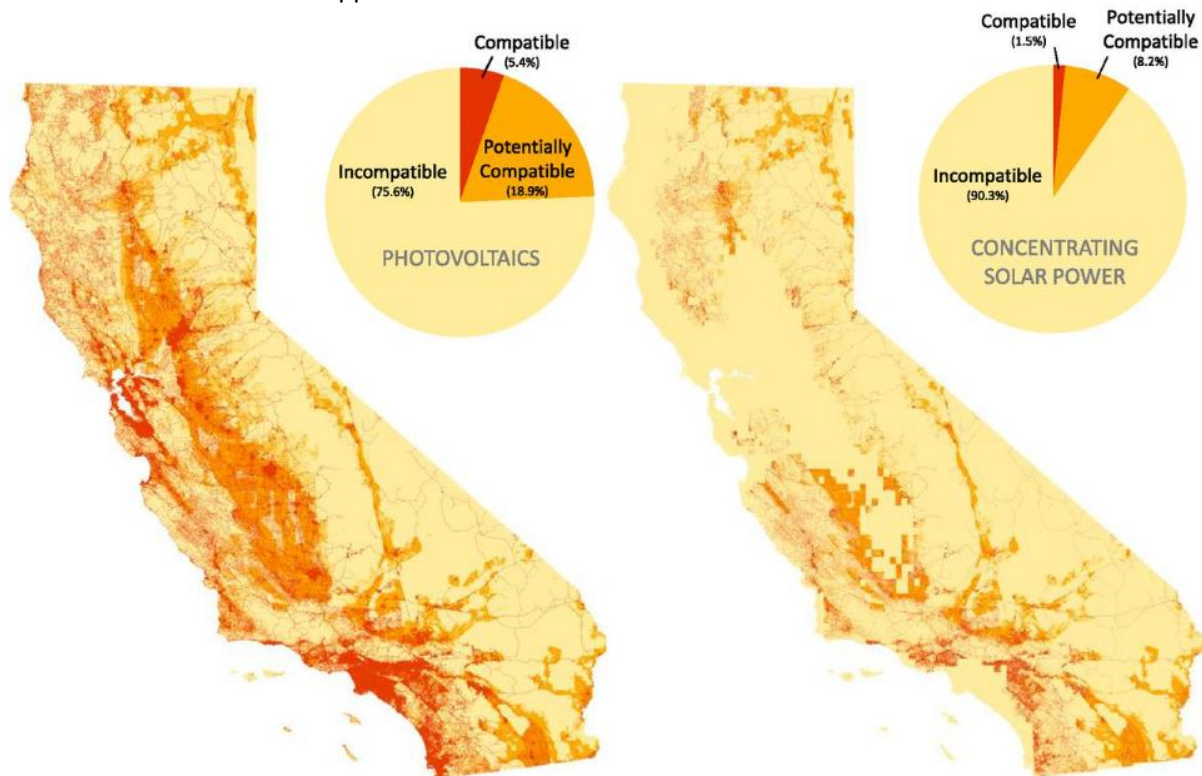 Compatible
(5.4%)
Potentially
Compatible
(18.9%)
Incompatible
(75.6%)
PHOTOVOLTAICS
Compatible
(1.5%)
Potentially
Compatible
(8.2%)
Incompatible
(90.3%)
CONCENTRATING
SOLAR POWER